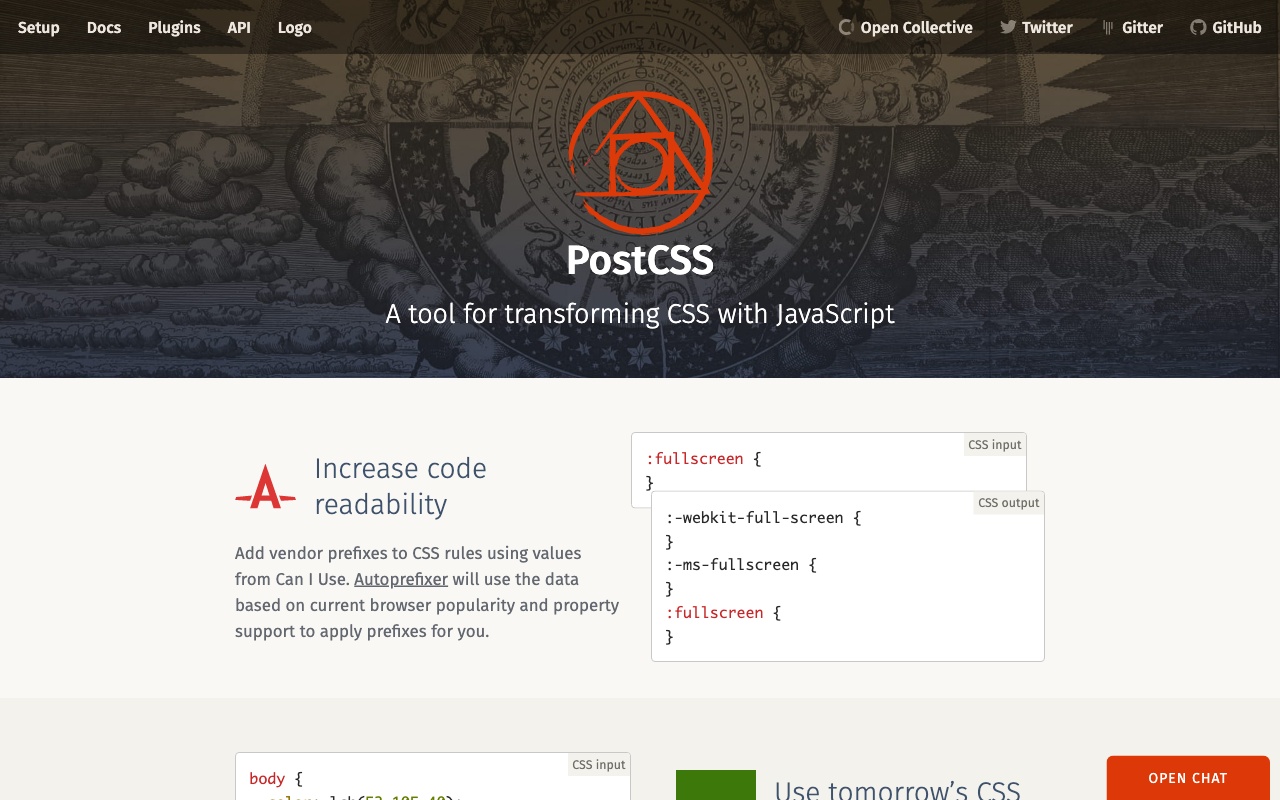 Setup Docs Plugins API Logo Open Collective Twitter Gitter GitHub
PostCSS
A tool for transforming CSS with JavaScript
Increase code
readability
Add vendor prefixes to CSS rules using values
from Can I Use. Autoprefixer will use the data
based on current browser popularity and property
support to apply prefixes for you.
CSS input
:fullscreen {
}
CSS output
:-webkit-full-screen {
}
:-ms-fullscreen {
}
:fullscreen {
}
CSS input
body {
Use tomorrow's CSS
OPEN CHAT